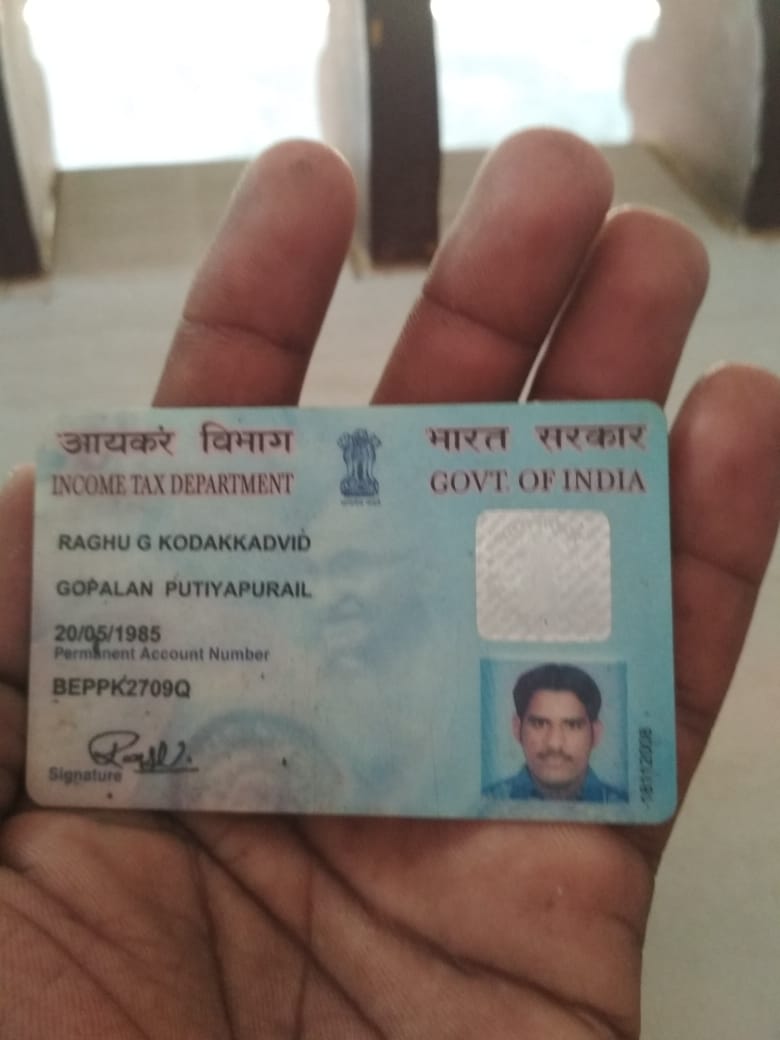 आयकर विभाग
INCOME TAX DEPARTMENT
भारत सरकार
GOVT. OF INDIA
RAGHU G KODAKKADVID
GOPALAN PUTIYAPURAIL
20/05/1985
Permanent Account Number
BEPPK2709Q
Signature
18112008